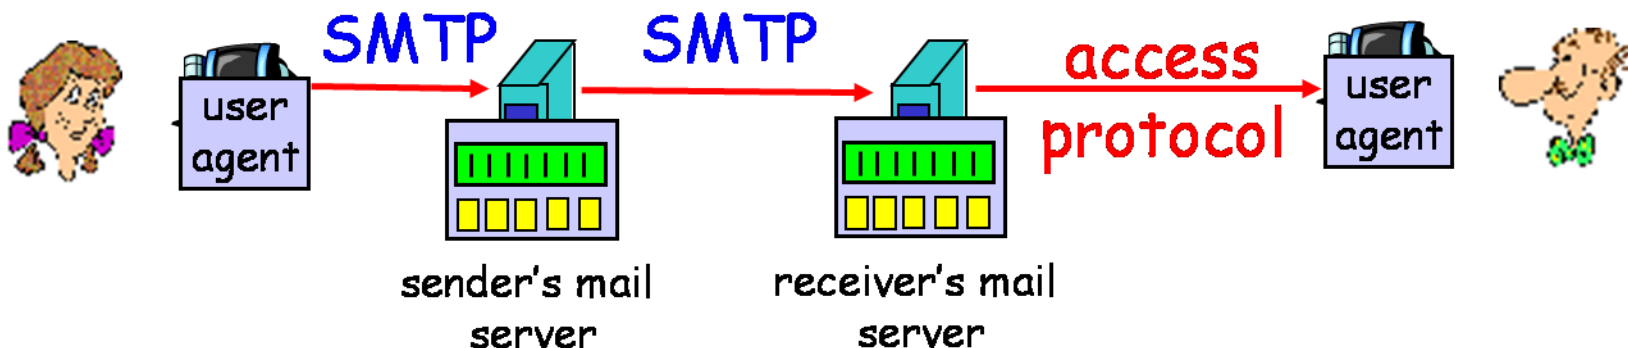 SMTP
SMTP
access
protocol
user
agent
user
agent
sender's mail
server
receiver's mail
server